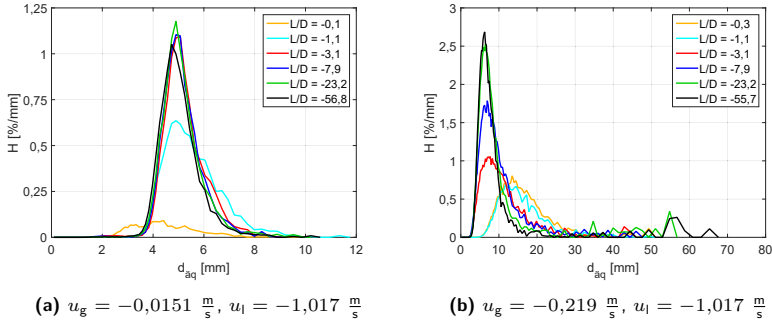 1,25
1
0,75
0,5
0,25
0
H [%/mm]
0
2
4
6
8
10
12
d_äq [mm]
L/D = -0,1
L/D = -1,1
L/D = -3,1
L/D = -7,9
L/D = -23,2
L/D = -56,8
(a) u_g = −0,0151 m/s, u_l = −1,017 m/s
3
2.5
2
1.5
1
0,5
0
H [%/mm]
0
10
20
30
40
50
60
70
80
d_äq [mm]
L/D = -0,3
L/D = -1,1
L/D = -3,1
L/D = -7,9
L/D = -23,2
L/D = -55,7
(b) u_g = −0,219 m/s, u_l = −1,017 m/s